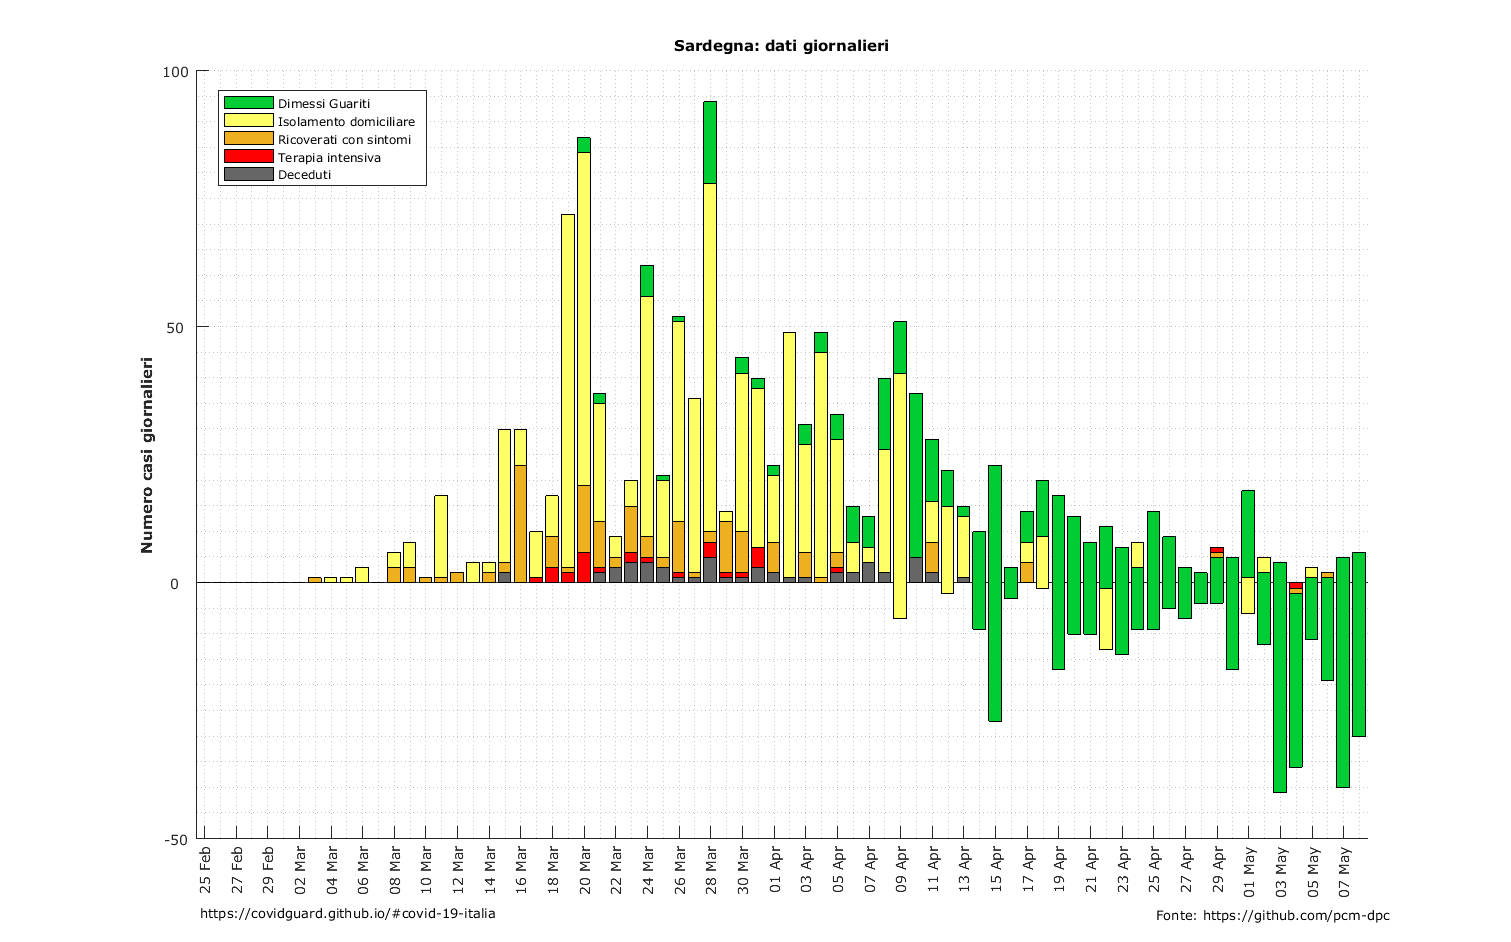 Sardegna: dati giornalieri
100
50
0
-50
Numero casi giornalieri
Dimessi Guariti
Isolamento domiciliare
Ricoverati con sintomi
Terapia intensiva
Deceduti
25 Feb
27 Feb
29 Feb
02 Mar
04 Mar
06 Mar
08 Mar
10 Mar
12 Mar
14 Mar
16 Mar
18 Mar
20 Mar
22 Mar
24 Mar
26 Mar
28 Mar
30 Mar
01 Apr
03 Apr
05 Apr
07 Apr
09 Apr
11 Apr
13 Apr
15 Apr
17 Apr
19 Apr
21 Apr
23 Apr
25 Apr
27 Apr
29 Apr
01 May
03 May
05 May
07 May
https://covidguard.github.io/#covid-19-italia
Fonte: https://github.com/pcm-dpc